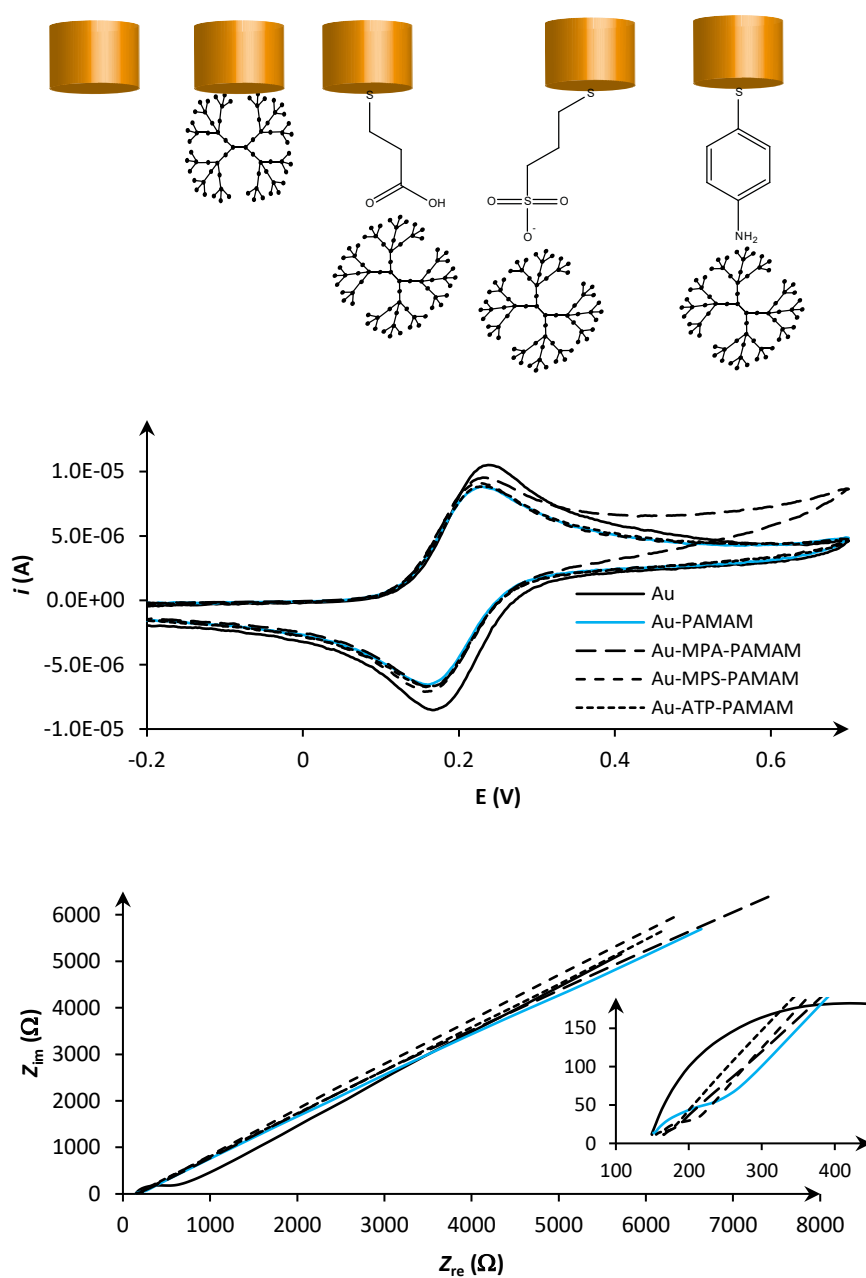 S
S
S
O
OH
O
S
O
O-
NH2
1.0E-05
5.0E-06
0.0E+00
-5.0E-06
-1.0E-05
i (A)
Au
Au-PAMAM
Au-MPA-PAMAM
Au-MPS-PAMAM
Au-ATP-PAMAM
-0.2
0
0.2
0.4
0.6
E (V)
6000
5000
4000
3000
2000
1000
0
Zim (Ω)
150
100
50
0
100
200
300
400
0
1000
2000
3000
4000
5000
6000
7000
8000
Zre (Ω)